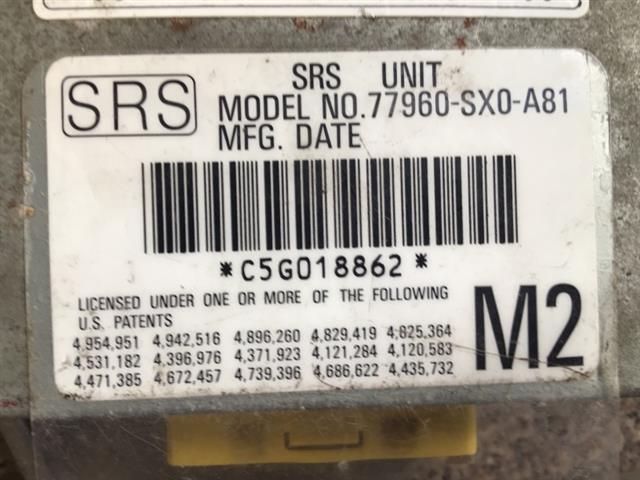 SRS
SRS UNIT
MODEL NO.77960-SX0-A81
MFG. DATE
*C5G018862*
LICENSED UNDER ONE OR MORE OF THE FOLLOWING
U.S. PATENTS
4,954,951 4,942,516 4,896,260 4,829,419 4,825,364
4,531,182 4,396,976 4,371,923 4,121,284 4,120,583
4,471,385 4,672,457 4,739,396 4,686,622 4,435,732
M2